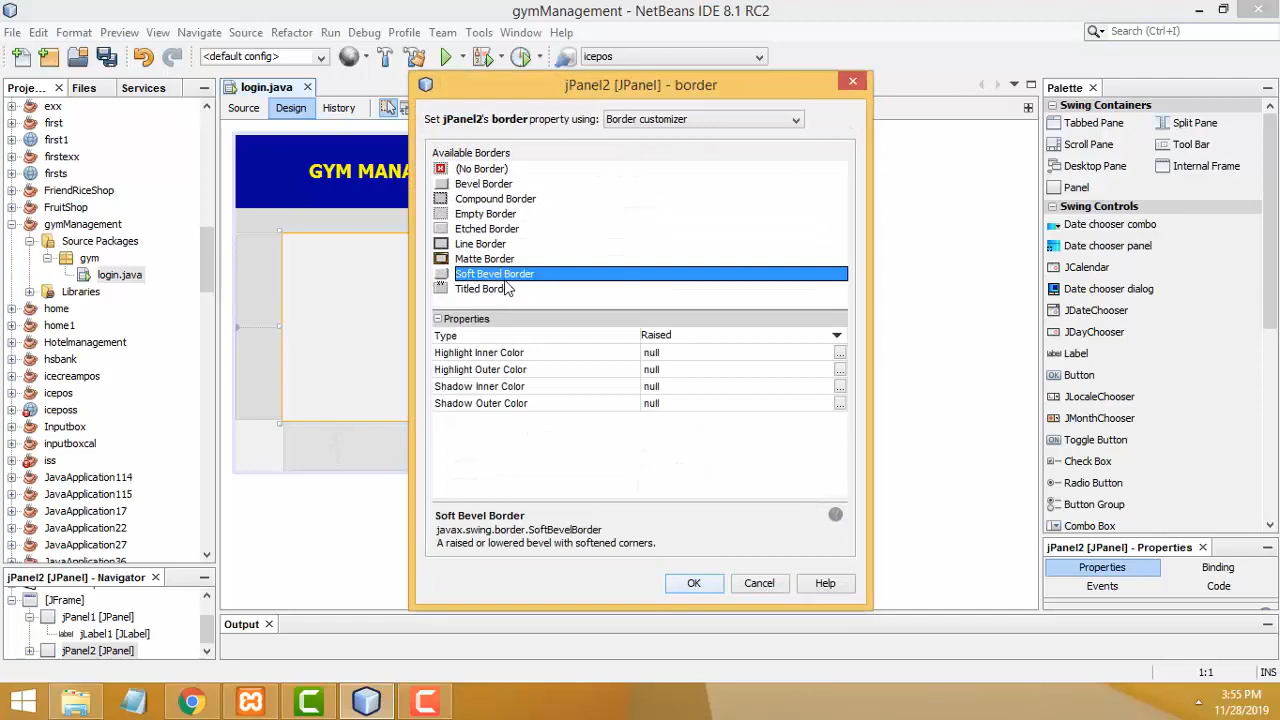 gymManagement - NetBeans IDE 8.1 RC2
File Edit Format Preview View Navigate Source Refactor Run Debug Profile Team Tools Window Help
Search (Ctrl+I)
<default config>
icepos
Proje...
Files
Services
exx
first
first1
firstexx
firsts
FriendRiceShop
FruitShop
gymManagement
Source Packages
gym
login.java
Libraries
home
home1
Hotelmanagement
hsbank
icecreampos
icepos
iceposs
Inputbox
inputboxcal
iss
JavaApplication114
JavaApplication115
JavaApplication17
JavaApplication22
JavaApplication27
JavaApplication36
jPanel2 [JPanel] - Navigator
[JFrame]
jPanel1 [JPanel]
label jLabel1 [JLabel]
jPanel2 [JPanel]
login.java
Source Design History
GYM MANA
jPanel2 [JPanel] - border
Set jPanel2's border property using: Border customizer
Available Borders
(No Border)
Bevel Border
Compound Border
Empty Border
Etched Border
Line Border
Matte Border
Soft Bevel Border
Titled Border
Properties
Type Raised
Highlight Inner Color null ...
Highlight Outer Color null ...
Shadow Inner Color null ...
Shadow Outer Color null ...
Soft Bevel Border
javax.swing.border.SoftBevelBorder
A raised or lowered bevel with softened corners.
OK Cancel Help
Output
Palette
Swing Containers
Tabbed Pane Split Pane
Scroll Pane Tool Bar
Desktop Pane Internal Frame
Panel
Swing Controls
Date chooser combo
Date chooser panel
JCalendar
Date chooser dialog
JDateChooser
JDayChooser
label Label
OK Button
JLocaleChooser
JMonthChooser
ON Toggle Button
Check Box
Radio Button
Button Group
Combo Box
jPanel2 [JPanel] - Properties
Properties Binding
Events Code
1:1 INS
3:55 PM
11/28/2019